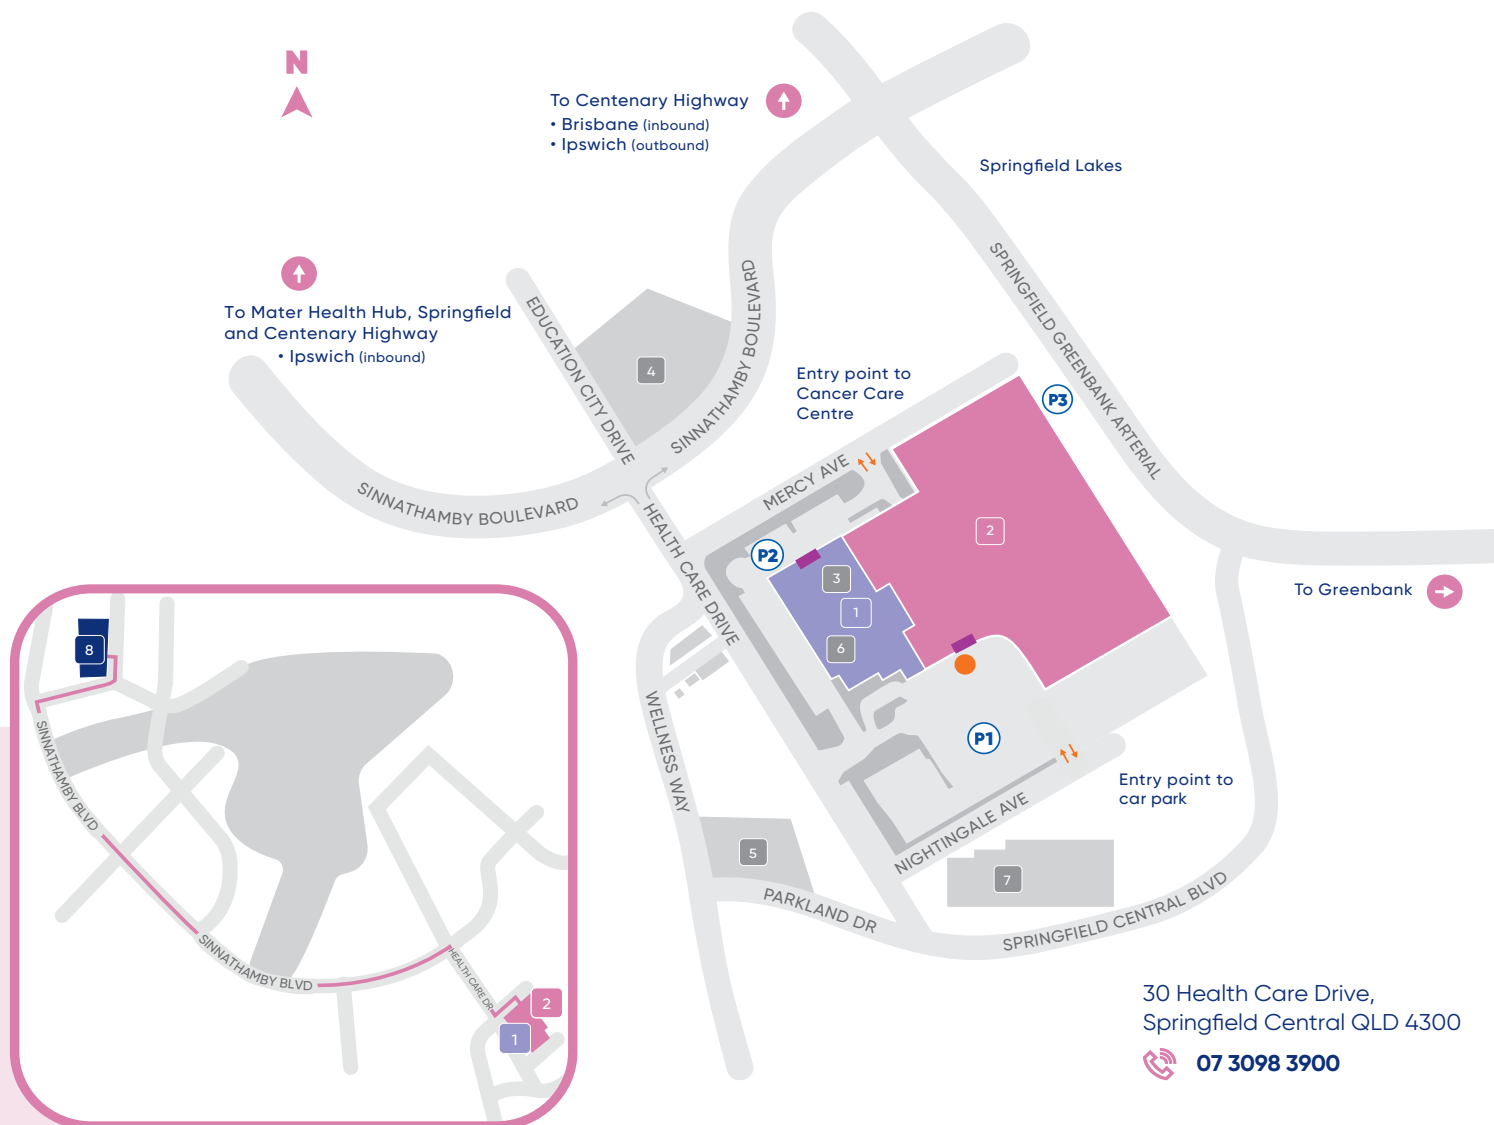 N
To Centenary Highway
• Brisbane (inbound)
• Ipswich (outbound)
Springfield Lakes
To Mater Health Hub, Springfield
and Centenary Highway
• Ipswich (inbound)
EDUCATION CITY DRIVE
SINNATHAMBY BOULEVARD
SPRINGFIELD GREENBANK ARTERIAL
4
Entry point to
Cancer Care
Centre
P3
SINNATHAMBY BOULEVARD
MERCY AVE
HEALTH CARE DRIVE
P2
2
3
1
6
To Greenbank
WELLNESS WAY
P1
Entry point to
car park
NIGHTINGALE AVE
5
7
PARKLAND DR
SPRINGFIELD CENTRAL BLVD
8
SINNATHAMBY BLVD
SINNATHAMBY BLVD
HEALTH CARE DR
2
1
30 Health Care Drive,
Springfield Central QLD 4300
07 3098 3900